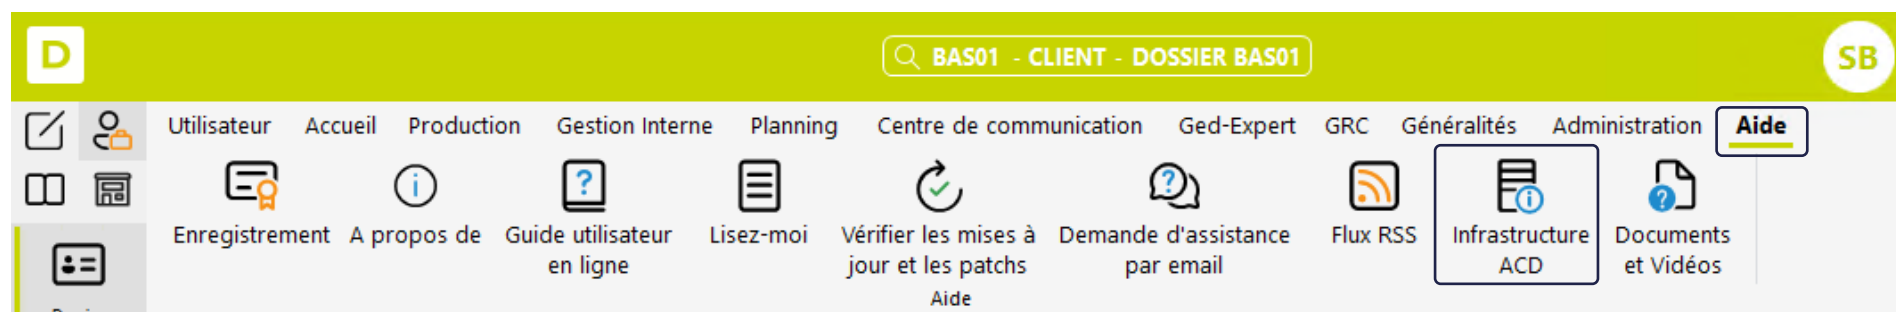 D
BAS01 - CLIENT - DOSSIER BAS01
SB
Utilisateur Accueil Production Gestion Interne Planning Centre de communication Ged-Expert GRC Généralités Administration Aide
Enregistrement A propos de Guide utilisateur Lisez-moi Vérifier les mises à Demande d'assistance Flux RSS Infrastructure Documents
en ligne jour et les patchs par email ACD et Vidéos
Aide